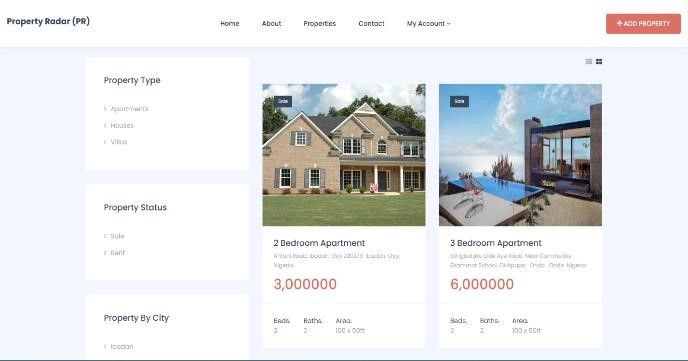 Property Radar (PR)
Home
About
Properties
Contact
My Account
+ ADD PROPERTY
Property Type
Apartments
Houses
Villas
Property Status
Sale
Rent
Property By City
Ibadan
Sale
2 Bedroom Apartment
Road, Ibadan, Oyo 200273 Ibadan, Oyo
Nigeria
3,000000
Beds:
Baths:
Area:
2
2
100 x 50ft
Sale
3 Bedroom Apartment
50 Igbotako Ode Aye Road, Near Community
Grammar School, Okitipupa Ondo Ondo Nigeria
6,000000
Beds:
Baths:
Area:
3
2
100 x 50ft